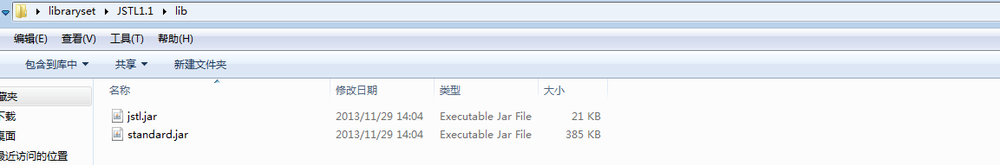 libraryset JSTL1.1 lib
编辑(E) 查看(V) 工具(T) 帮助(H)
包含到库中 共享 新建文件夹
名称 修改日期 类型 大小
藏夹
jstl.jar 2013/11/29 14:04 Executable Jar File 21 KB
下载
standard.jar 2013/11/29 14:04 Executable Jar File 385 KB
桌面
最近访问的位置